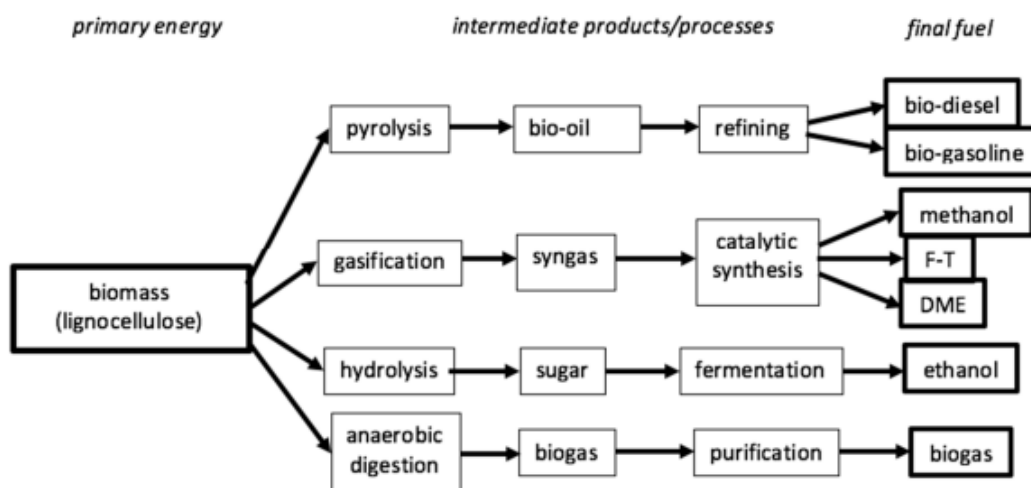 primary energy
intermediate products/processes
final fuel
pyrolysis
bio-oil
refining
bio-diesel
bio-gasoline
biomass
(lignocellulose)
gasification
syngas
catalytic
synthesis
methanol
F-T
DME
hydrolysis
sugar
fermentation
ethanol
anaerobic
digestion
biogas
purification
biogas